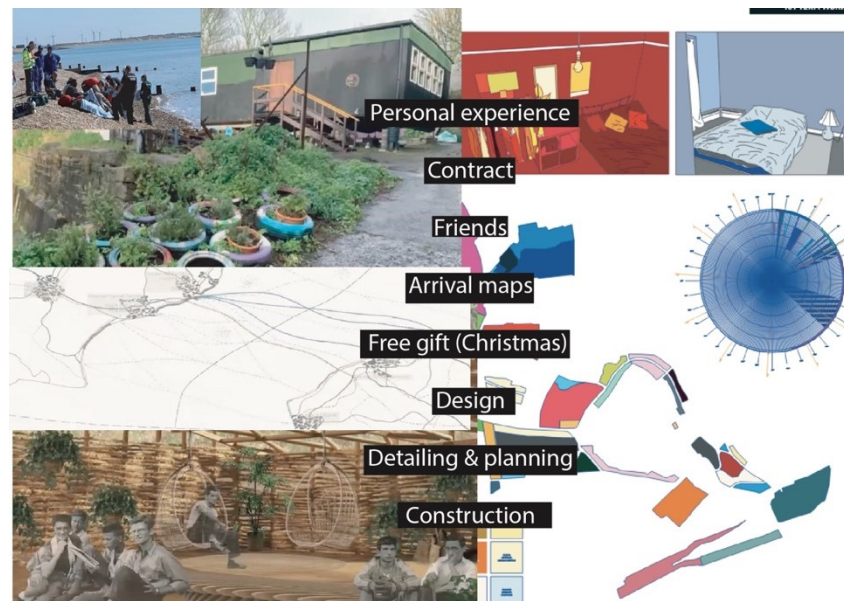 Personal experience
Contract
Friends
Arrival maps
Free gift (Christmas)
Design
Detailing & planning
Construction